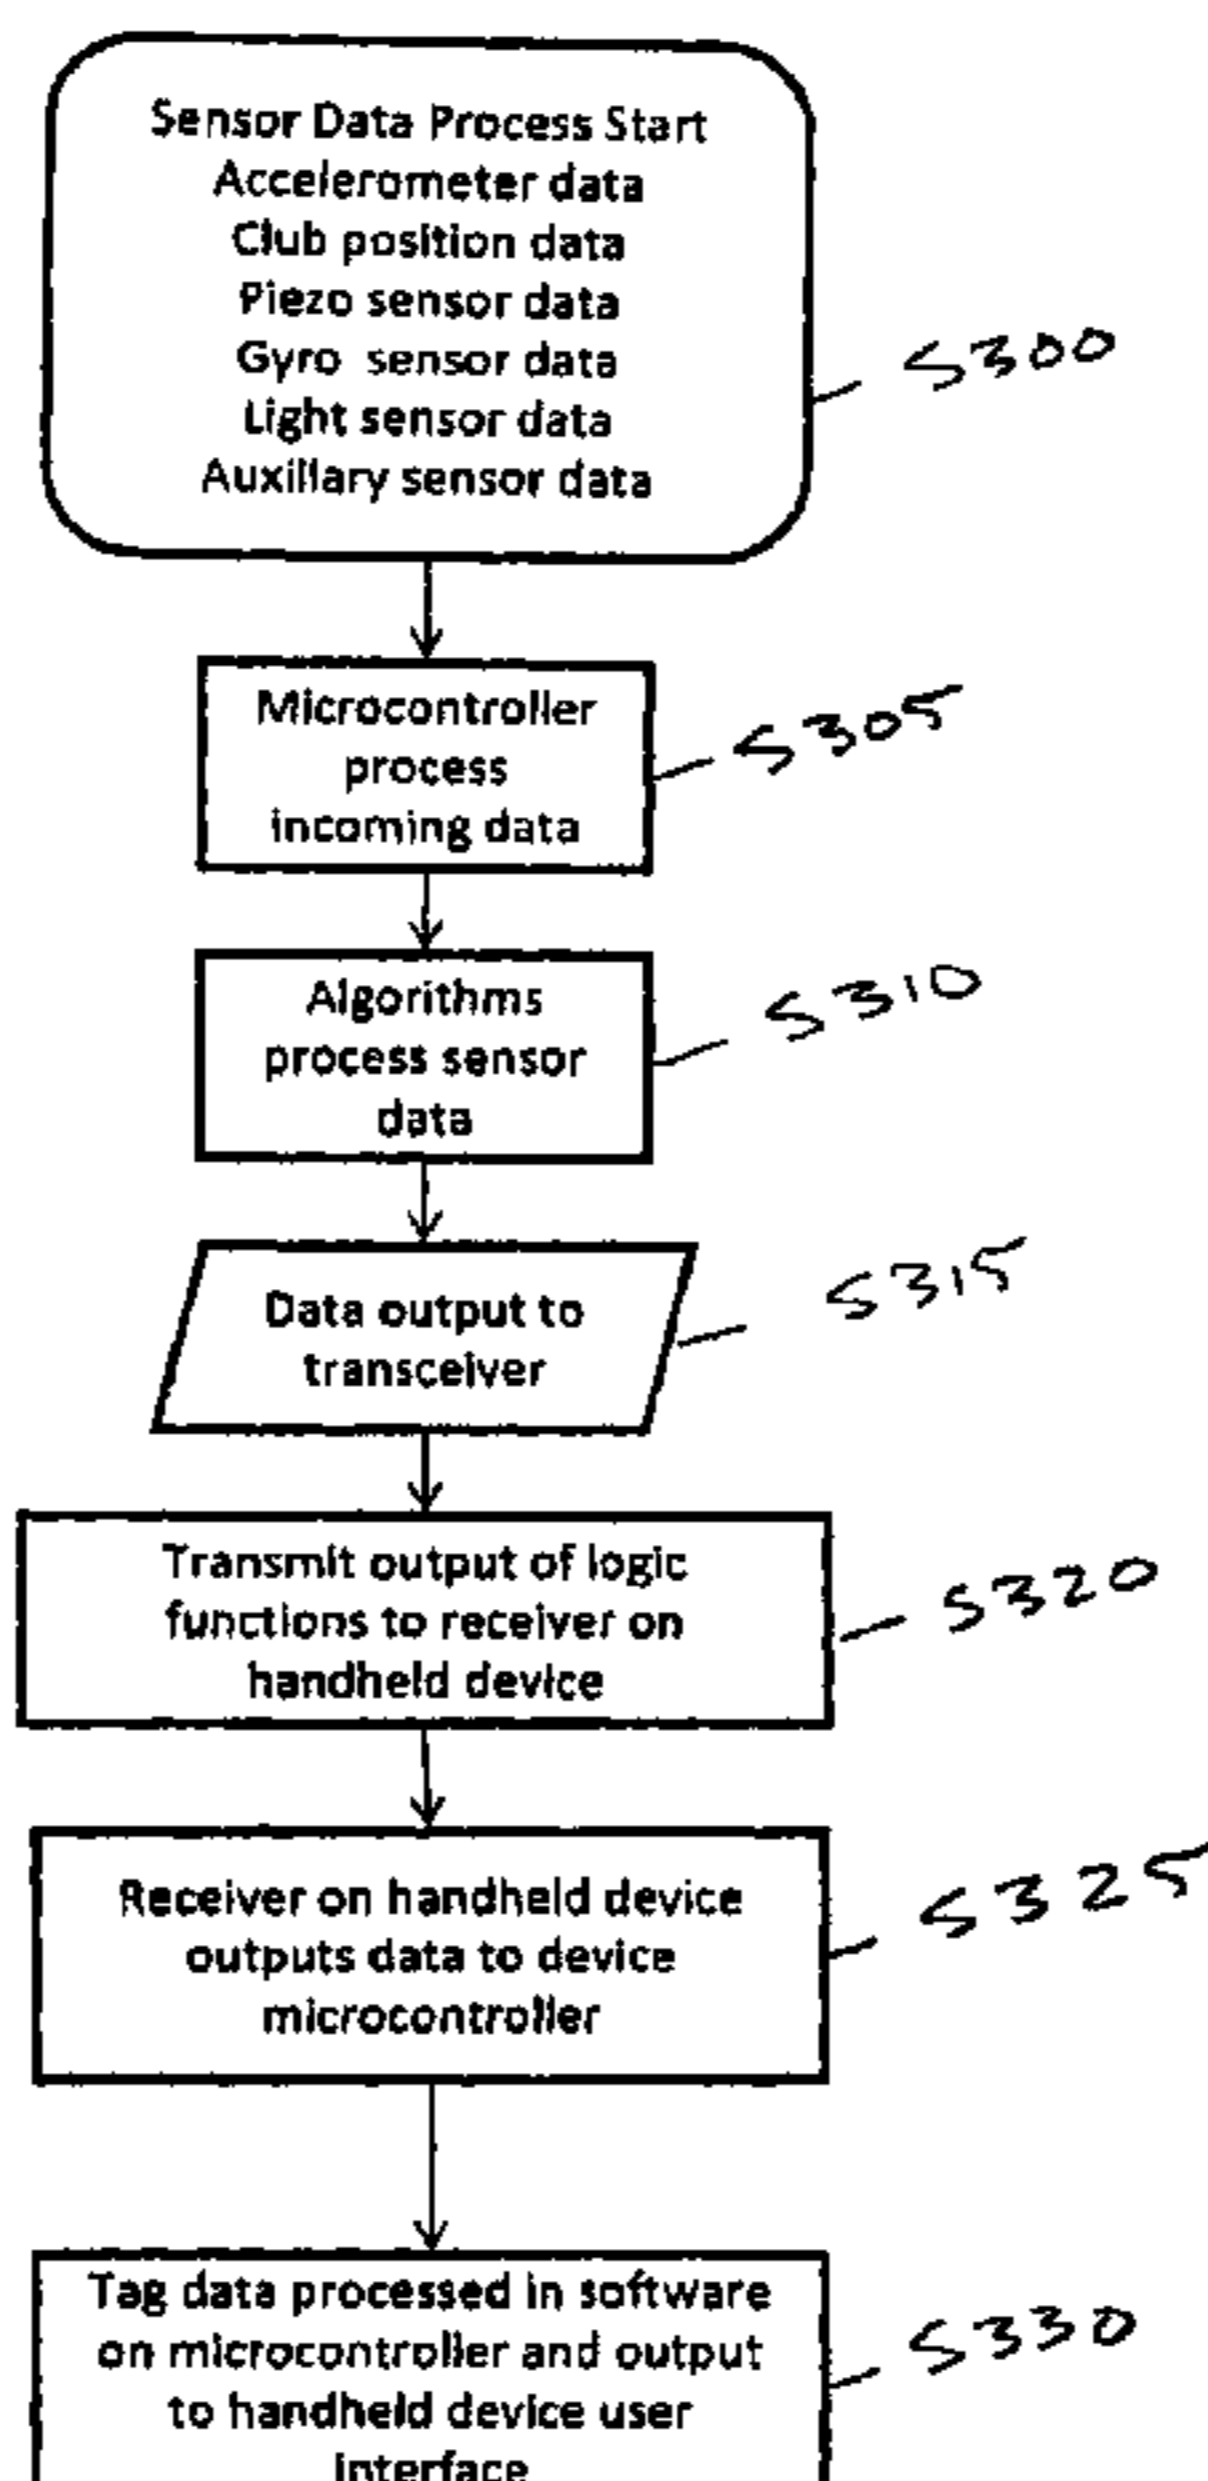 Sensor Data Process Start
Accelerometer data
Club position data
Piezo sensor data
Gyro sensor data
Light sensor data
Auxillary sensor data
S300
Microcontroller
process
incoming data
S305
Algorithms
process sensor
data
S310
Data output to
transceiver
S315
Transmit output of logic
functions to receiver on
handheld device
S320
Receiver on handheld device
outputs data to device
microcontroller
S325
Tag data processed in software
on microcontroller and output
to handheld device user
interface
S330